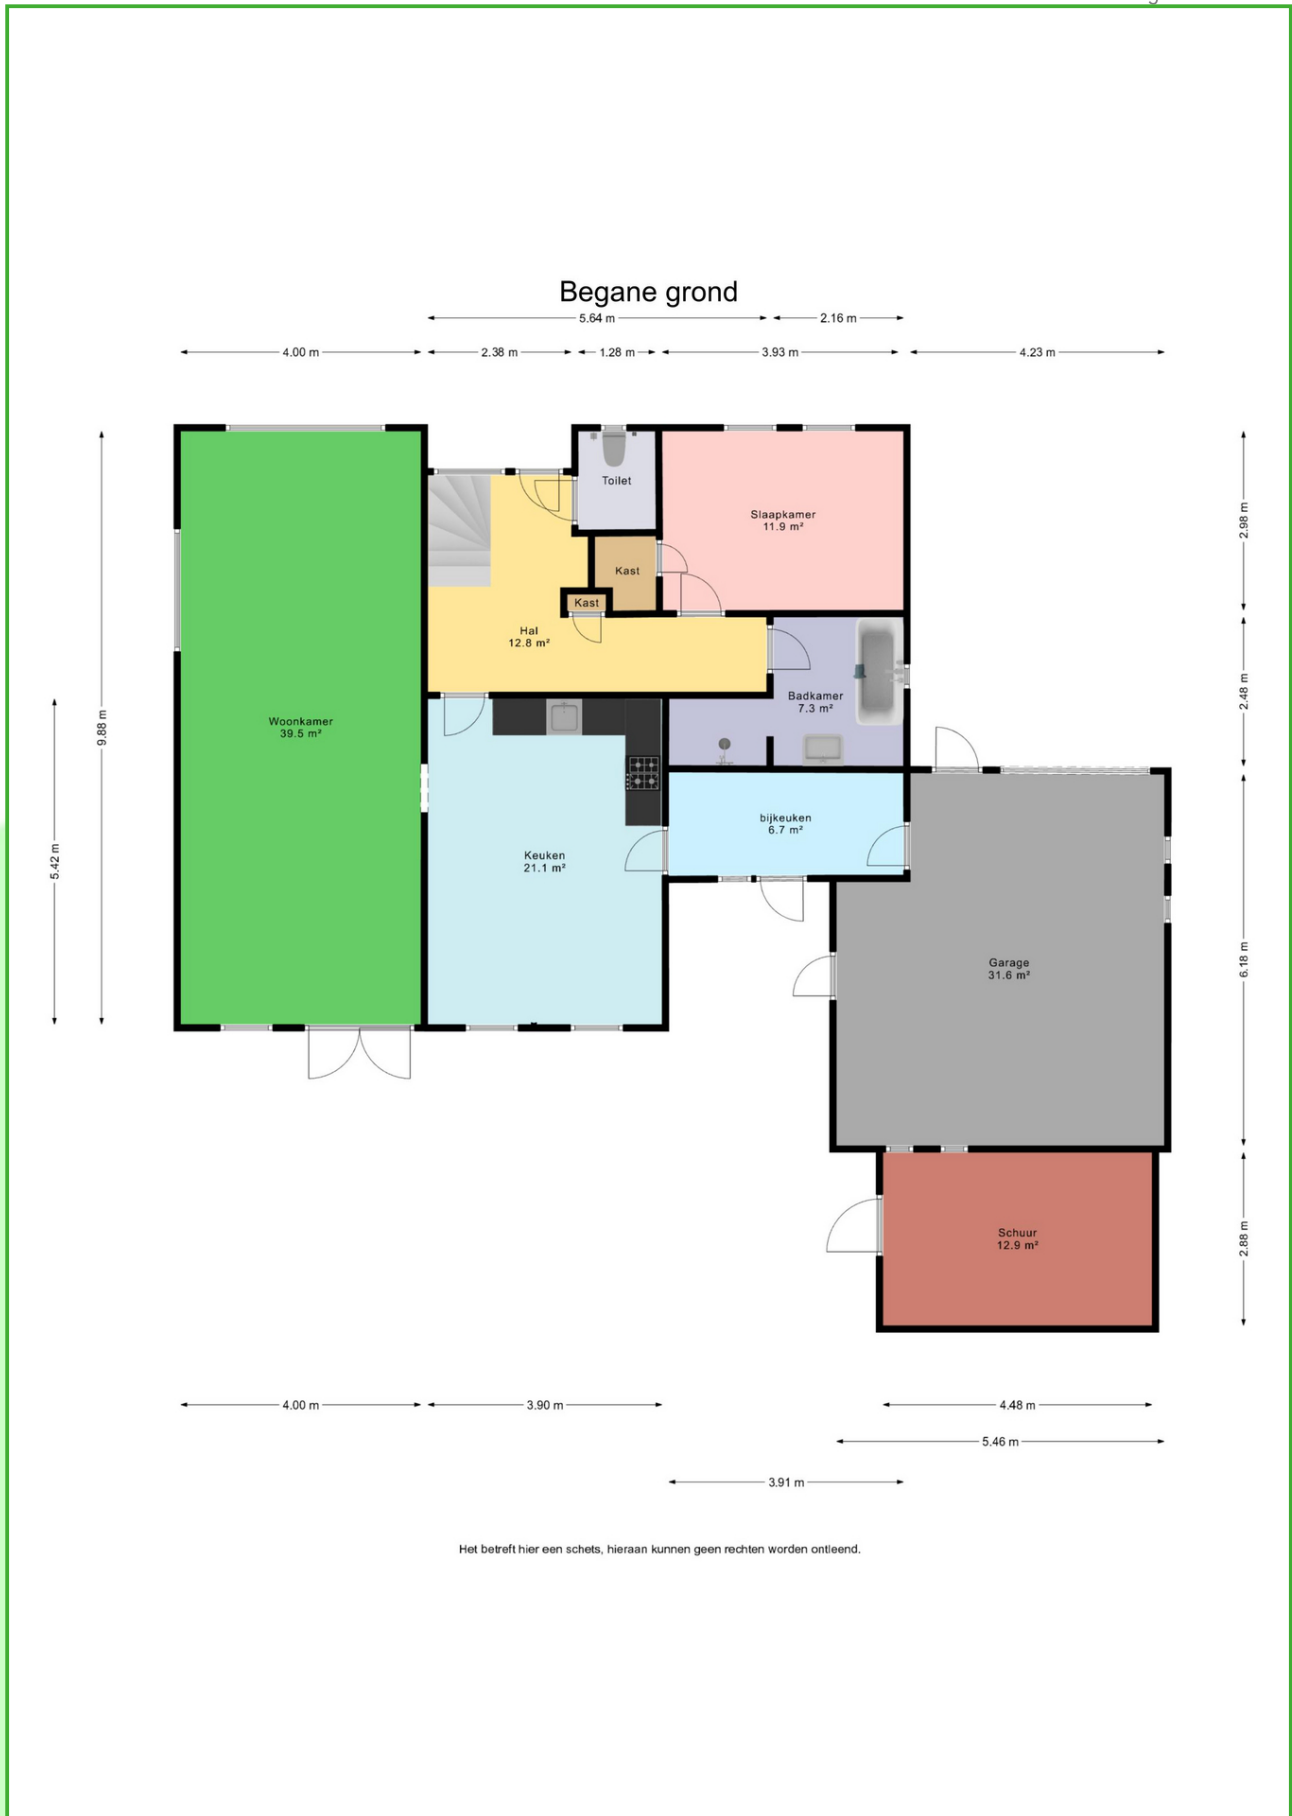 Begane grond
5.64 m
2.16 m
4.00 m
2.38 m
1.28 m
3.93 m
4.23 m
Toilet
Slaapkamer
11.9 m²
Kast
Kast
Hal
12.8 m²
Badkamer
7.3 m²
Woonkamer
39.5 m²
bijkeuken
6.7 m²
Keuken
21.1 m²
Garage
31.6 m²
Schuur
12.9 m²
9.88 m
5.42 m
2.98 m
2.48 m
6.18 m
2.88 m
4.00 m
3.90 m
4.48 m
5.46 m
3.91 m
Het betreft hier een schets, hieraan kunnen geen rechten worden ontleend.